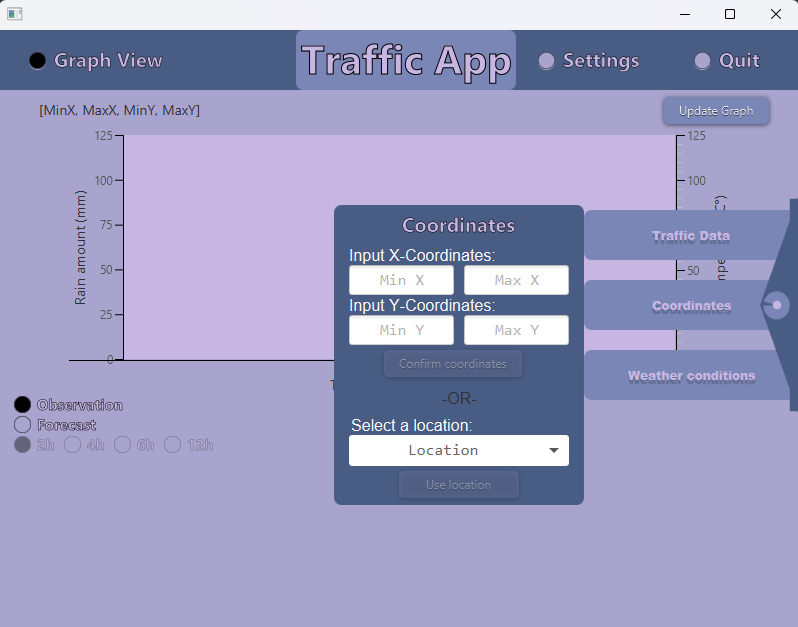 Graph View
Traffic App
Settings
Quit
[MinX, MaxX, MinY, MaxY]
Update Graph
125
100
75
50
25
0
Rain amount (mm)
125
100
50
Coordinates
Input X-Coordinates:
Min X
Max X
Input Y-Coordinates:
Min Y
Max Y
Confirm coordinates
-OR-
Select a location:
Location
Use location
Traffic Data
Coordinates
Weather conditions
Observation
Forecast
2h 4h 6h 12h